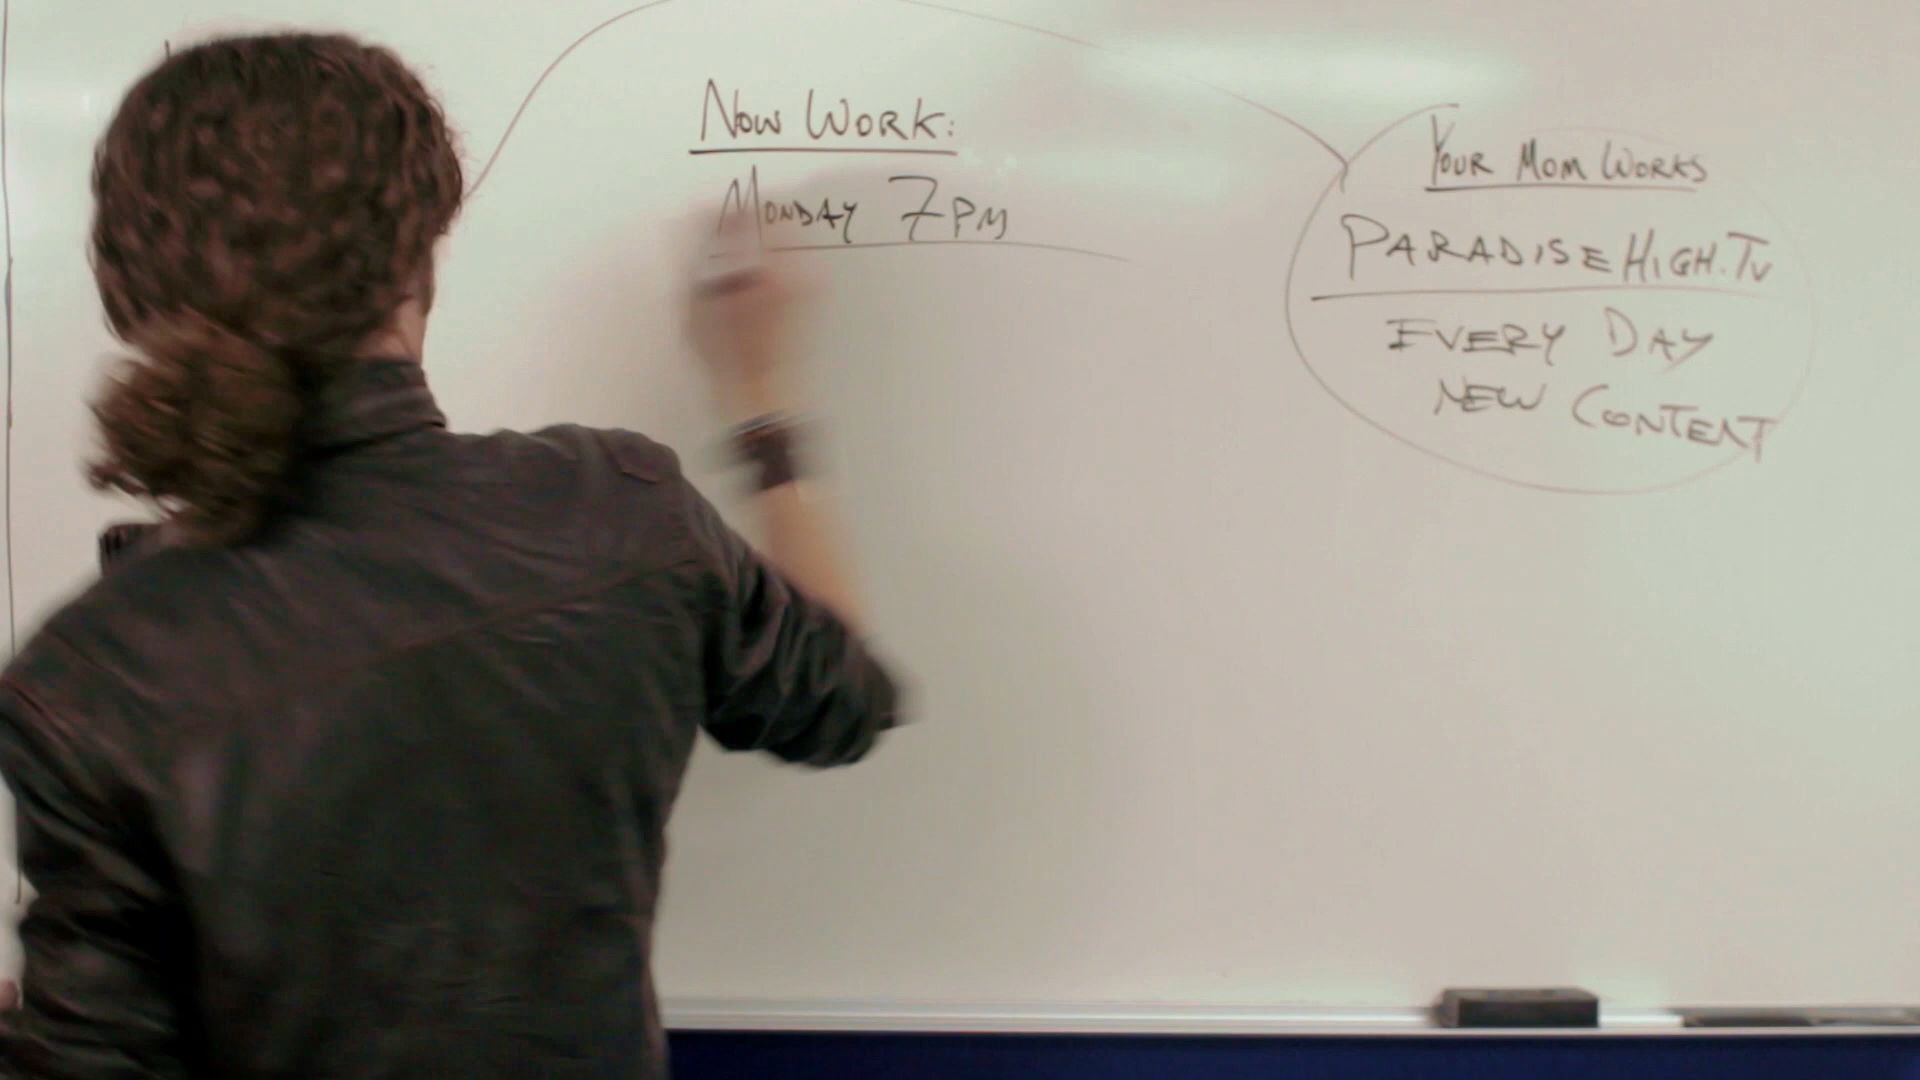 Now Work:
Monday 7pm
Your Mom Works
ParadiseHigh.Tv
Every Day
New Content